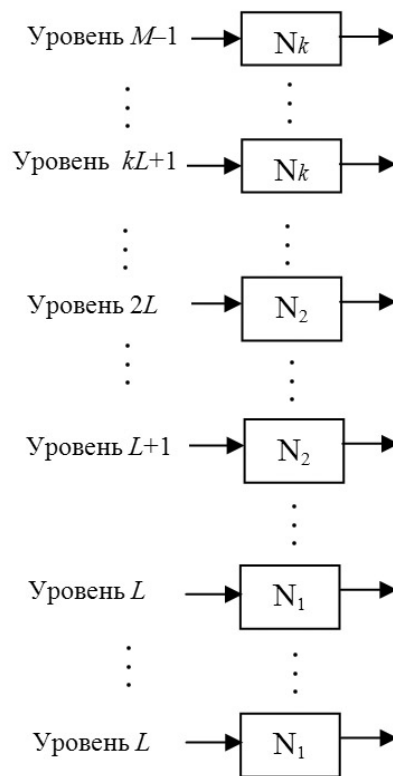 Уровень M–1 Nk
Уровень kL+1 Nk
Уровень 2L N₂
Уровень L+1 N₂
Уровень L N₁
Уровень L N₁